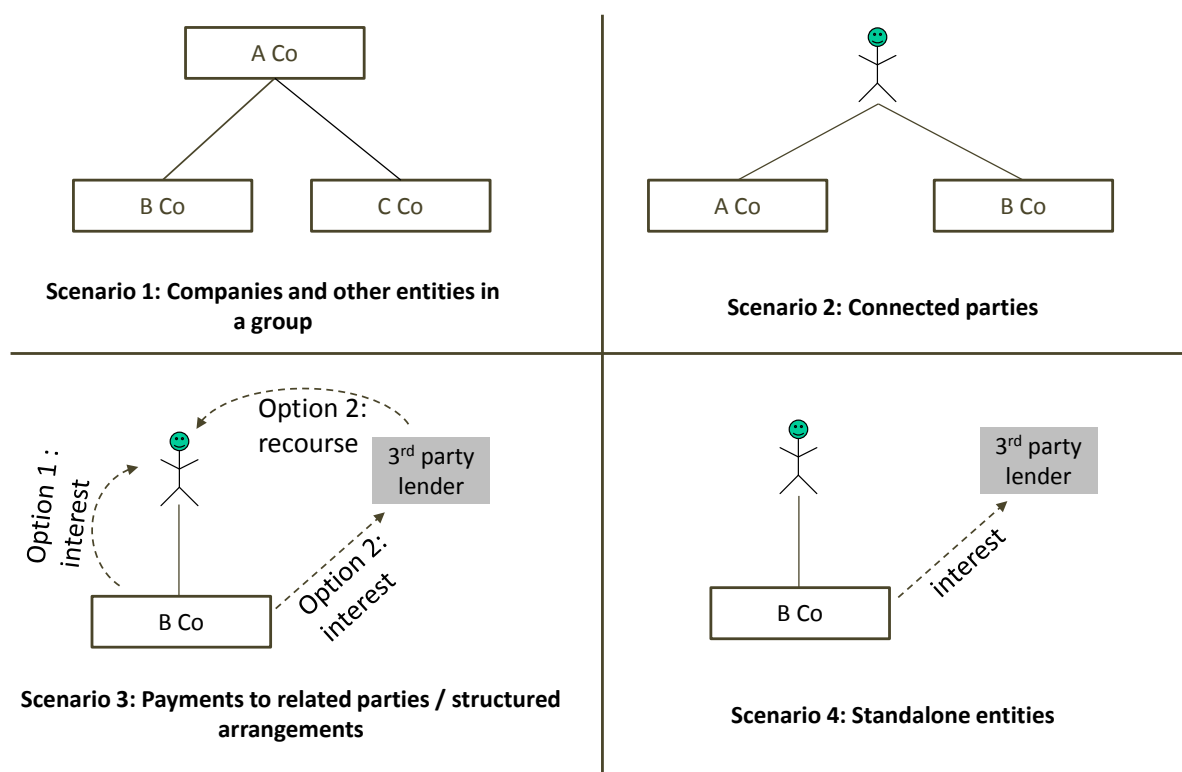 A Co
B Co
C Co
Scenario 1: Companies and other entities in
a group
A Co
B Co
Scenario 2: Connected parties
Option 1 :
interest
Option 2:
recourse
3rd party
lender
Option 2:
interest
B Co
Scenario 3: Payments to related parties / structured
arrangements
3rd party
lender
interest
B Co
Scenario 4: Standalone entities